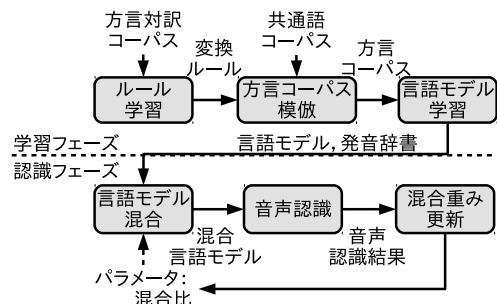 方言対訳
コーパス
変換
ルール
共通語
コーパス
方言
コーパス
ルール
学習
方言コーパス
模倣
言語モデル
学習
学習フェーズ
言語モデル,発音辞書
認識フェーズ
言語モデル
混合
音声認識
混合重み
更新
混合
言語モデル
音声
認識結果
パラメータ:
混合比